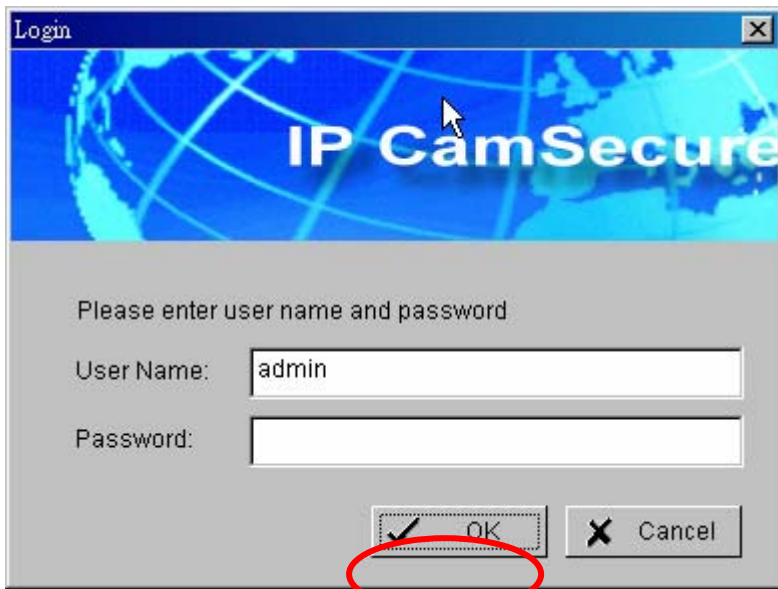 Login
IP CamSecure
Please enter user name and password
User Name: admin
Password:
OK Cancel